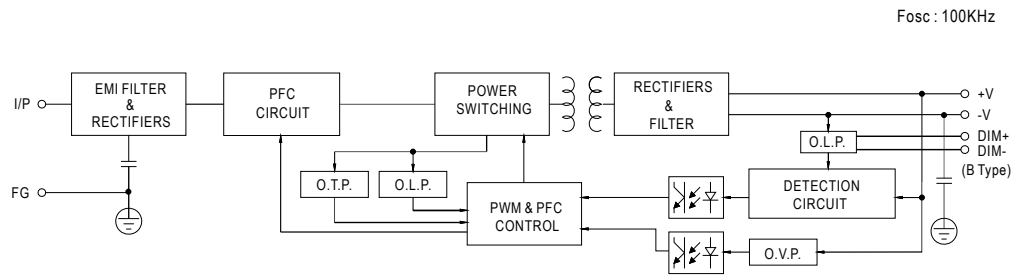 Fosc : 100KHz
I/P
EMI FILTER
&
RECTIFIERS
PFC
CIRCUIT
POWER
SWITCHING
RECTIFIERS
&
FILTER
+V
-V
DIM+
DIM-
(B Type)
O.L.P.
O.T.P.
O.L.P.
FG
PWM & PFC
CONTROL
DETECTION
CIRCUIT
O.V.P.